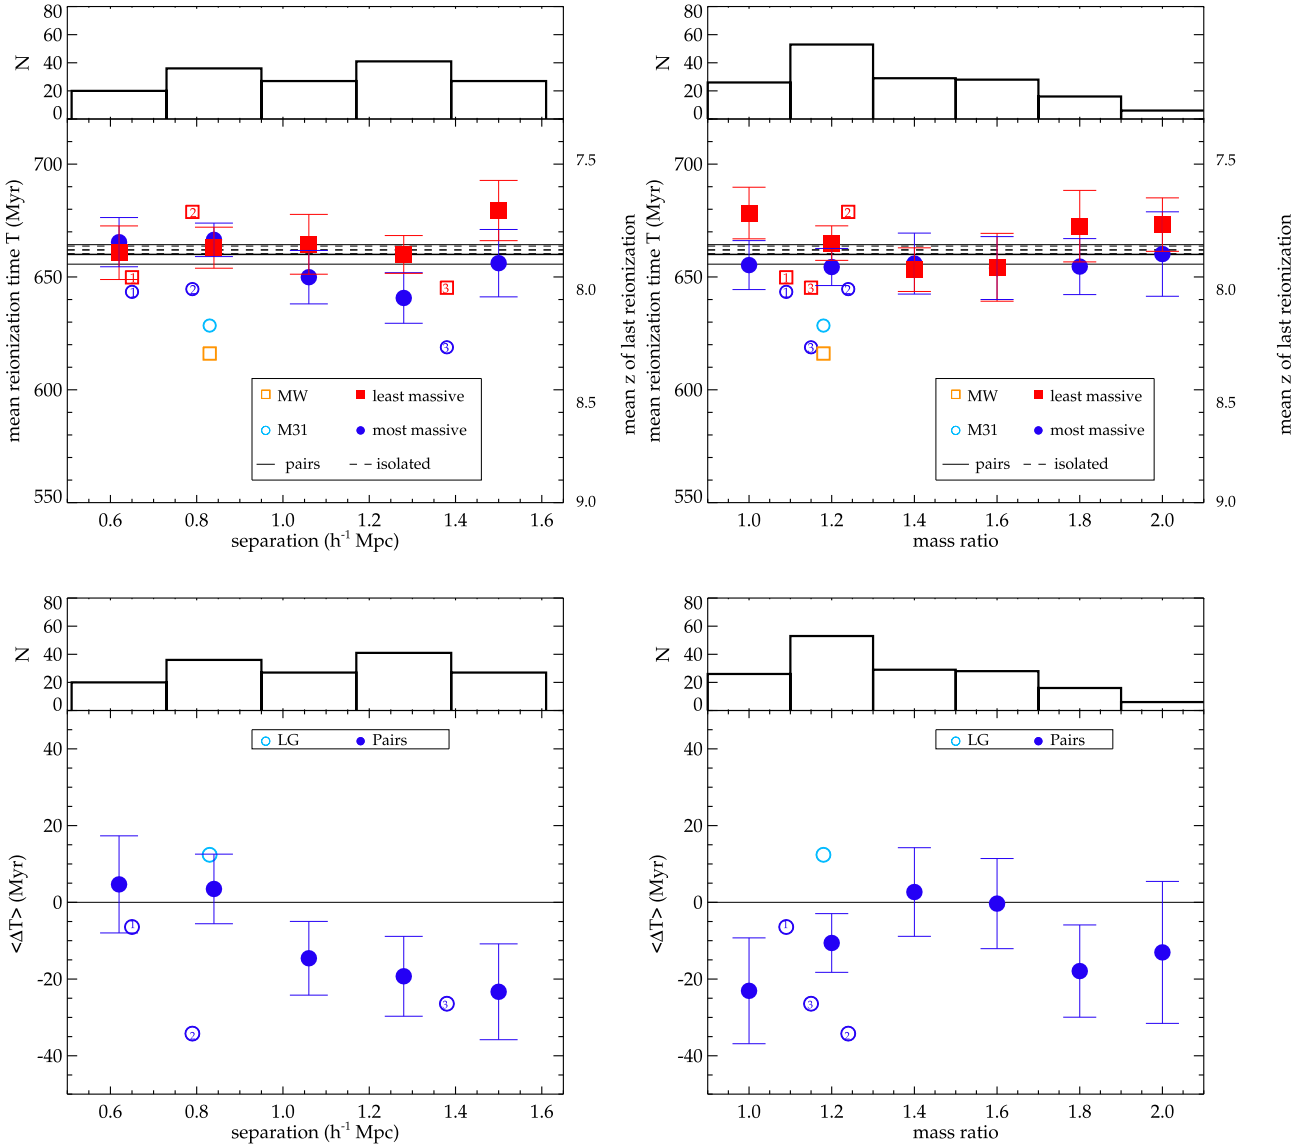 80
60
40
20
0
N
700
650
600
550
mean reionization time T (Myr)
7.5
8.0
8.5
9.0
mean z of last reionization
2
1
1
2
3
3
MW
least massive
M31
most massive
pairs
isolated
0.6
0.8
1.0
1.2
1.4
1.6
separation (h-1 Mpc)
80
60
40
20
0
N
700
650
600
550
mean reionization time T (Myr)
7.5
8.0
8.5
9.0
mean z of last reionization
2
1
3
1
2
3
MW
least massive
M31
most massive
pairs
isolated
1.0
1.2
1.4
1.6
1.8
2.0
mass ratio
80
60
40
20
0
N
LG
Pairs
40
20
0
-20
-40
<ΔT> (Myr)
1
3
2
0.6
0.8
1.0
1.2
1.4
1.6
separation (h-1 Mpc)
80
60
40
20
0
N
LG
Pairs
40
20
0
-20
-40
<ΔT> (Myr)
1
3
2
1.0
1.2
1.4
1.6
1.8
2.0
mass ratio